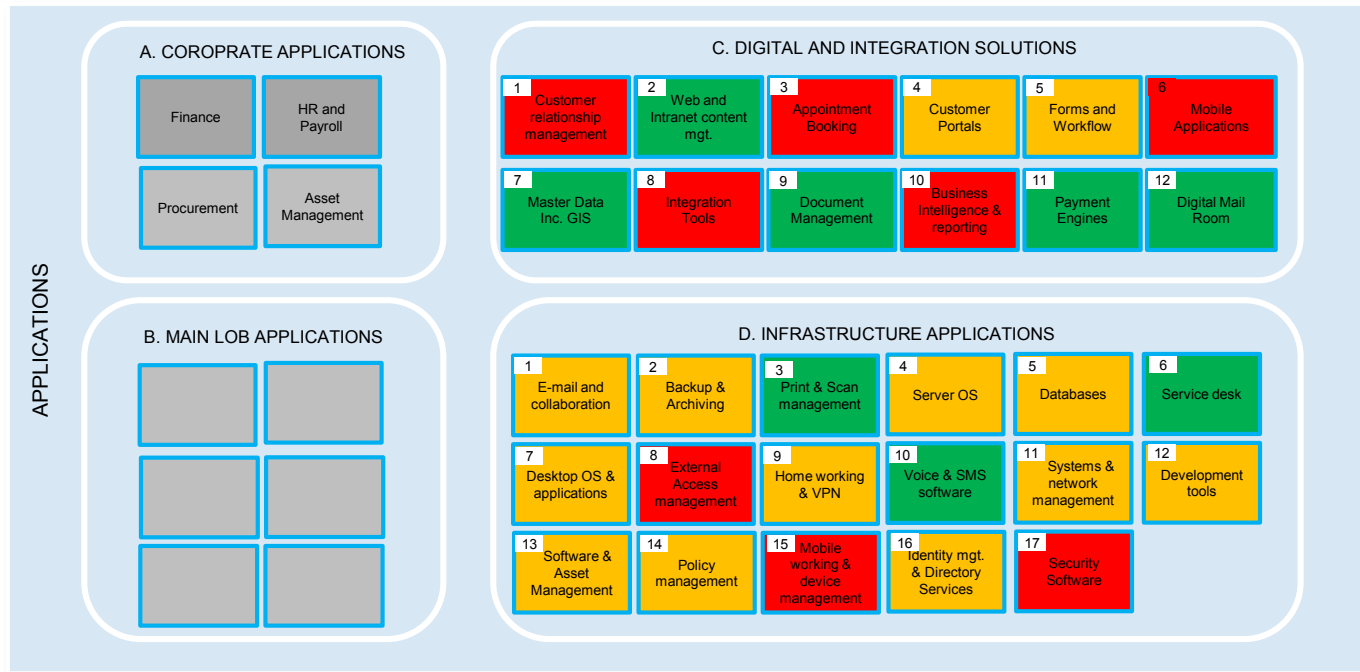 APPLICATIONS
A. COROPRATE APPLICATIONS
Finance
HR and
Payroll
Procurement
Asset
Management
B. MAIN LOB APPLICATIONS
C. DIGITAL AND INTEGRATION SOLUTIONS
1
Customer
relationship
management
2
Web and
Intranet content
mgt.
3
Appointment
Booking
4
Customer
Portals
5
Forms and
Workflow
6
Mobile
Applications
7
Master Data
Inc. GIS
8
Integration
Tools
9
Document
Management
10
Business
Intelligence &
reporting
11
Payment
Engines
12
Digital Mail
Room
D. INFRASTRUCTURE APPLICATIONS
1
E-mail and
collaboration
2
Backup &
Archiving
3
Print & Scan
management
4
Server OS
5
Databases
6
Service desk
7
Desktop OS &
applications
8
External
Access
management
9
Home working
& VPN
10
Voice & SMS
software
11
Systems &
network
management
12
Development
tools
13
Software &
Asset
Management
14
Policy
management
15
Mobile
working &
device
management
16
Identity mgt.
& Directory
Services
17
Security
Software